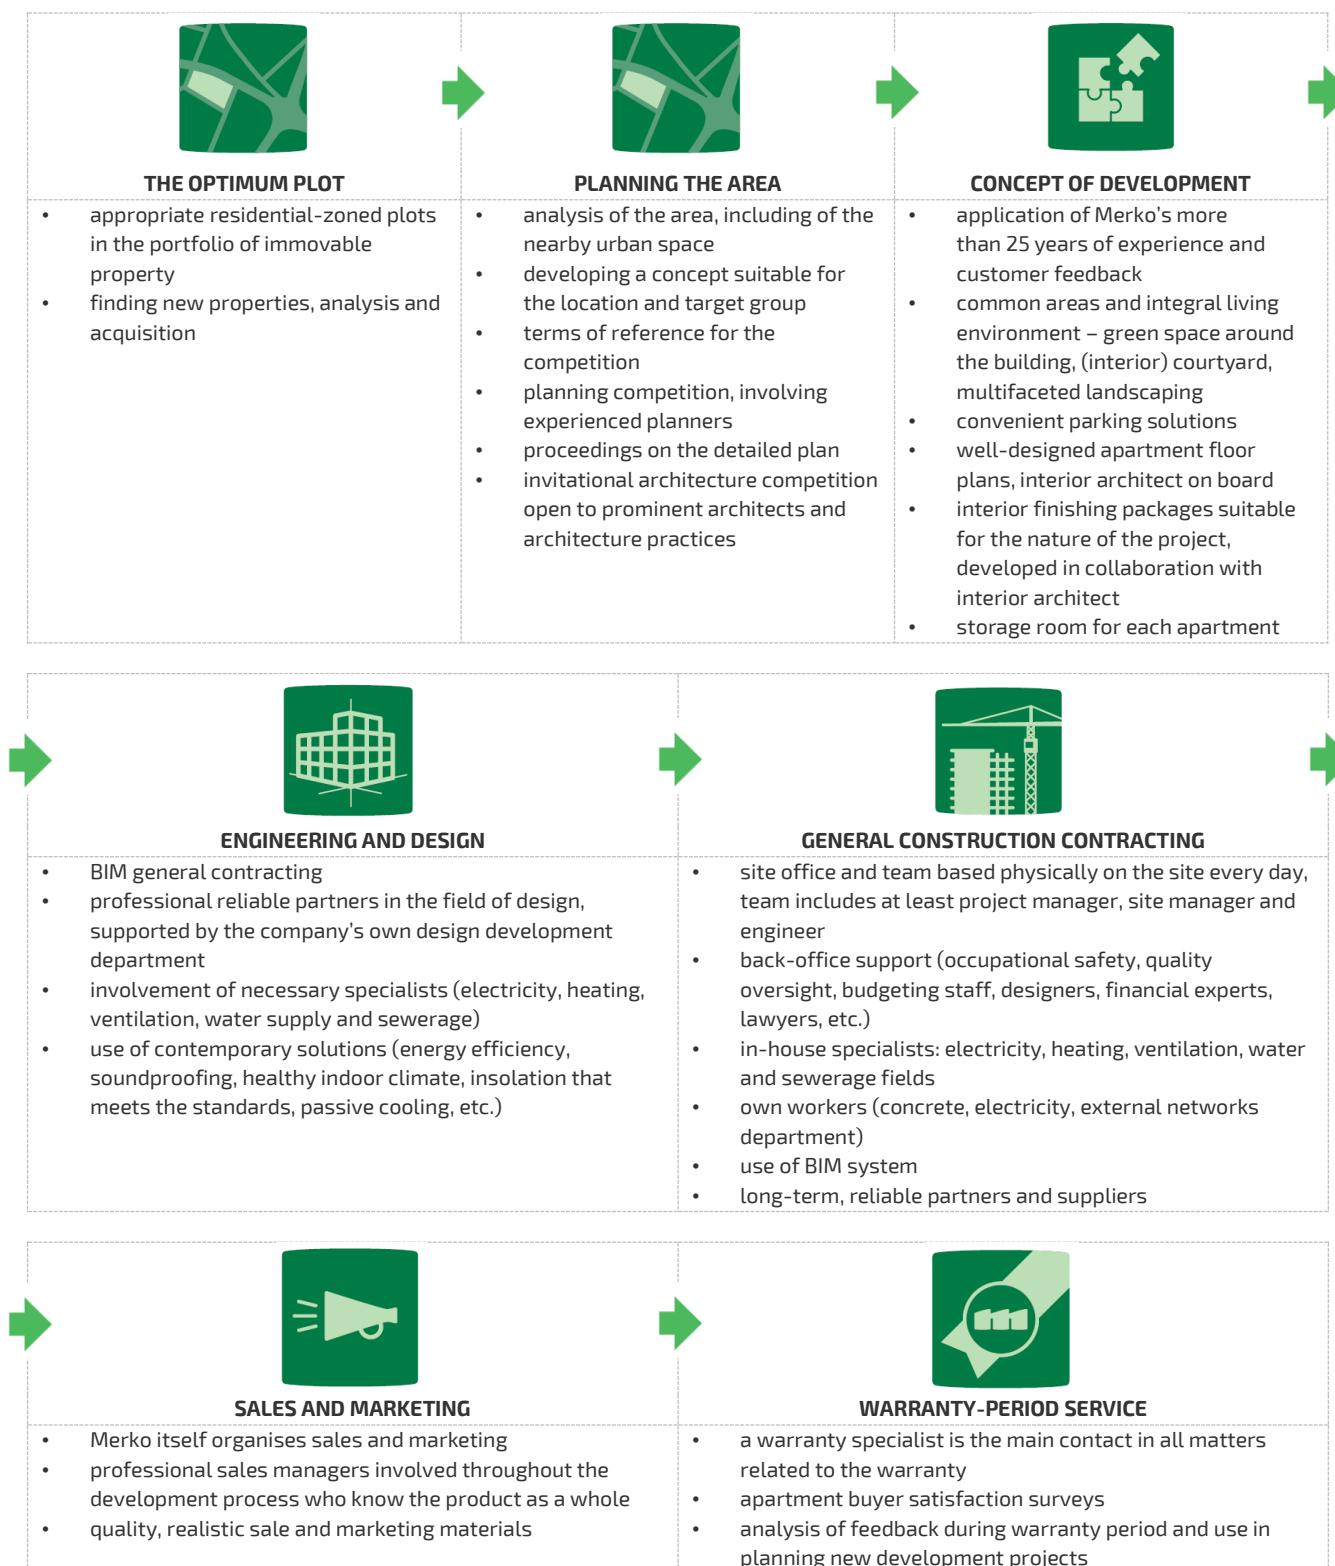 THE OPTIMUM PLOT
• appropriate residential-zoned plots
in the portfolio of immovable
property
• finding new properties, analysis and
acquisition
PLANNING THE AREA
• analysis of the area, including of the
nearby urban space
• developing a concept suitable for
the location and target group
• terms of reference for the
competition
• planning competition, involving
experienced planners
• proceedings on the detailed plan
• invitational architecture competition
open to prominent architects and
architecture practices
CONCEPT OF DEVELOPMENT
• application of Merko's more
than 25 years of experience and
customer feedback
• common areas and integral living
environment – green space around
the building, (interior) courtyard,
multifaceted landscaping
• convenient parking solutions
• well-designed apartment floor
plans, interior architect on board
• interior finishing packages suitable
for the nature of the project,
developed in collaboration with
interior architect
• storage room for each apartment
ENGINEERING AND DESIGN
• BIM general contracting
• professional reliable partners in the field of design,
supported by the company's own design development
department
• involvement of necessary specialists (electricity, heating,
ventilation, water supply and sewerage)
• use of contemporary solutions (energy efficiency,
soundproofing, healthy indoor climate, insolation that
meets the standards, passive cooling, etc.)
GENERAL CONSTRUCTION CONTRACTING
• site office and team based physically on the site every day,
team includes at least project manager, site manager and
engineer
• back-office support (occupational safety, quality
oversight, budgeting staff, designers, financial experts,
lawyers, etc.)
• in-house specialists: electricity, heating, ventilation, water
and sewerage fields
• own workers (concrete, electricity, external networks
department)
• use of BIM system
• long-term, reliable partners and suppliers
SALES AND MARKETING
• Merko itself organises sales and marketing
• professional sales managers involved throughout the
development process who know the product as a whole
• quality, realistic sale and marketing materials
WARRANTY-PERIOD SERVICE
• a warranty specialist is the main contact in all matters
related to the warranty
• apartment buyer satisfaction surveys
• analysis of feedback during warranty period and use in
planning new development projects